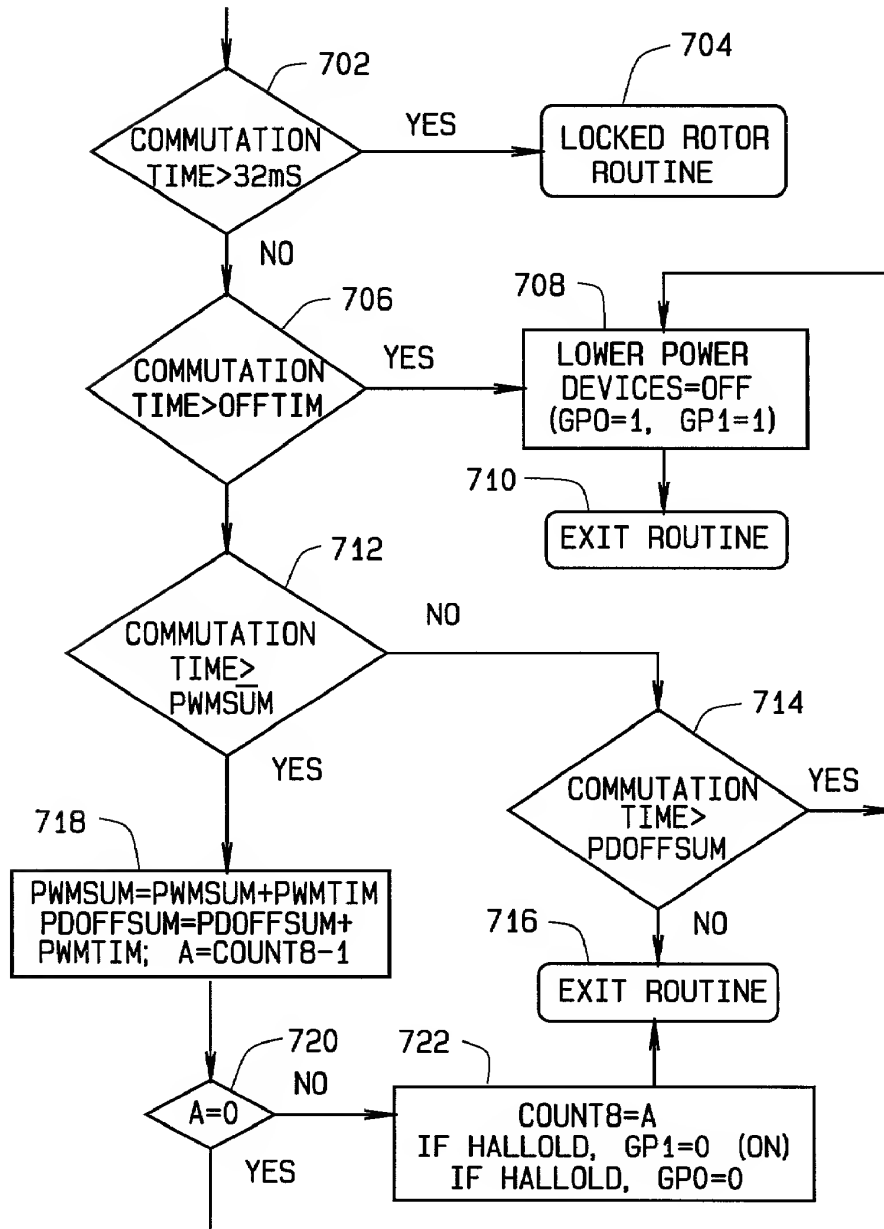 702
COMMUTATION
TIME>32mS
YES
704
LOCKED ROTOR
ROUTINE
NO
706
COMMUTATION
TIME>OFFTIM
YES
708
LOWER POWER
DEVICES=OFF
(GP0=1, GP1=1)
710
EXIT ROUTINE
712
COMMUTATION
TIME≥
PWMSUM
NO
YES
714
COMMUTATION
TIME>
PDOFFSUM
YES
NO
716
EXIT ROUTINE
718
PWMSUM=PWMSUM+PWMTIM
PDOFFSUM=PDOFFSUM+
PWMTIM; A=COUNT8-1
720
A=0
NO
YES
722
COUNT8=A
IF HALLOLD, GP1=0 (ON)
IF HALLOLD, GP0=0